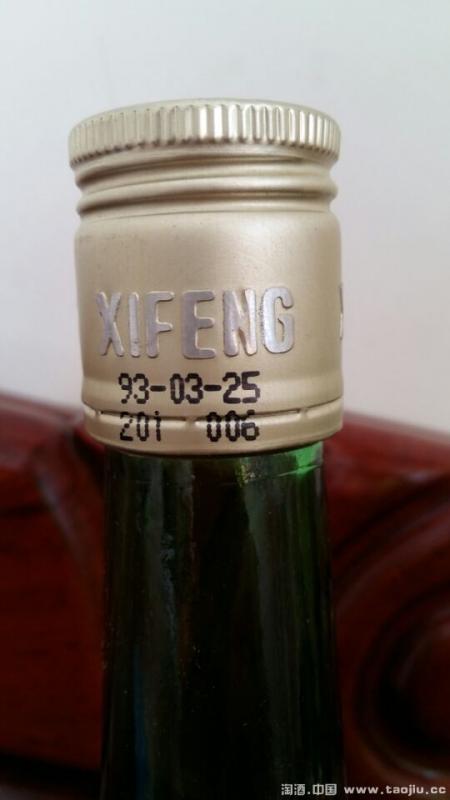 XIFENG
93-03-25
201 006
淘酒.中国 www.taojiu.cc